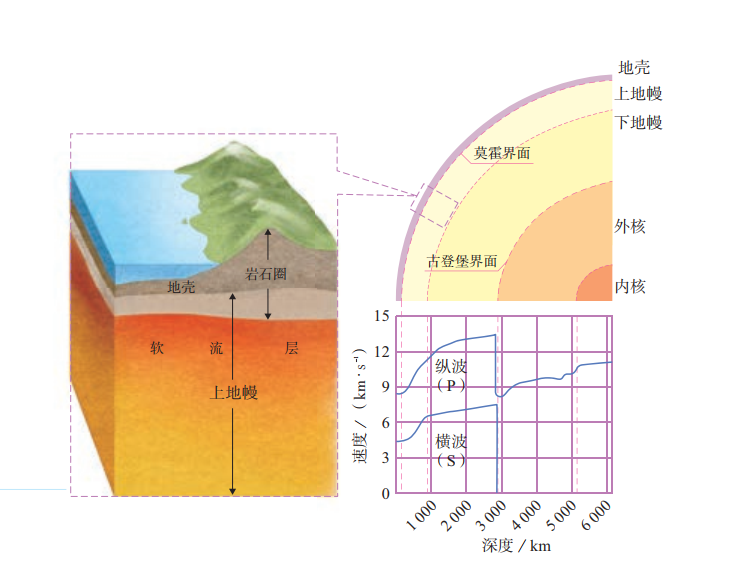 地壳
上地幔
下地幔
莫霍界面
外核
古登堡界面
内核
岩石圈
地壳
软流层
上地幔
15
12
9
6
3
0
速度/（km·s⁻¹）
纵波
（P）
横波
（S）
1 000
2 000
3 000
4 000
5 000
6 000
深度/km